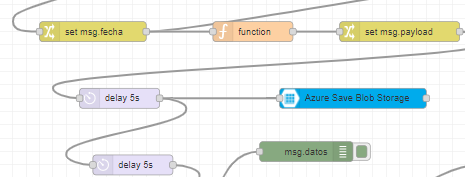 set msg.fecha
function
set msg.payload
delay 5s
Azure Save Blob Storage
msg.datos
delay 5s